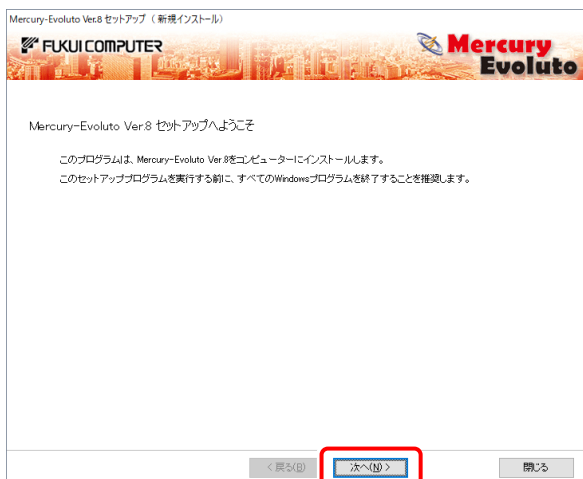 Mercury-Evoluto Ver.8 セットアップ（新規インストール）
FUKUI COMPUTER
Mercury
Evoluto
Mercury-Evoluto Ver.8 セットアップへようこそ
このプログラムは、Mercury-Evoluto Ver.8をコンピューターにインストールします。
このセットアッププログラムを実行する前に、すべてのWindowsプログラムを終了することを推奨します。
< 戻る(B) 次へ(N) > 閉じる